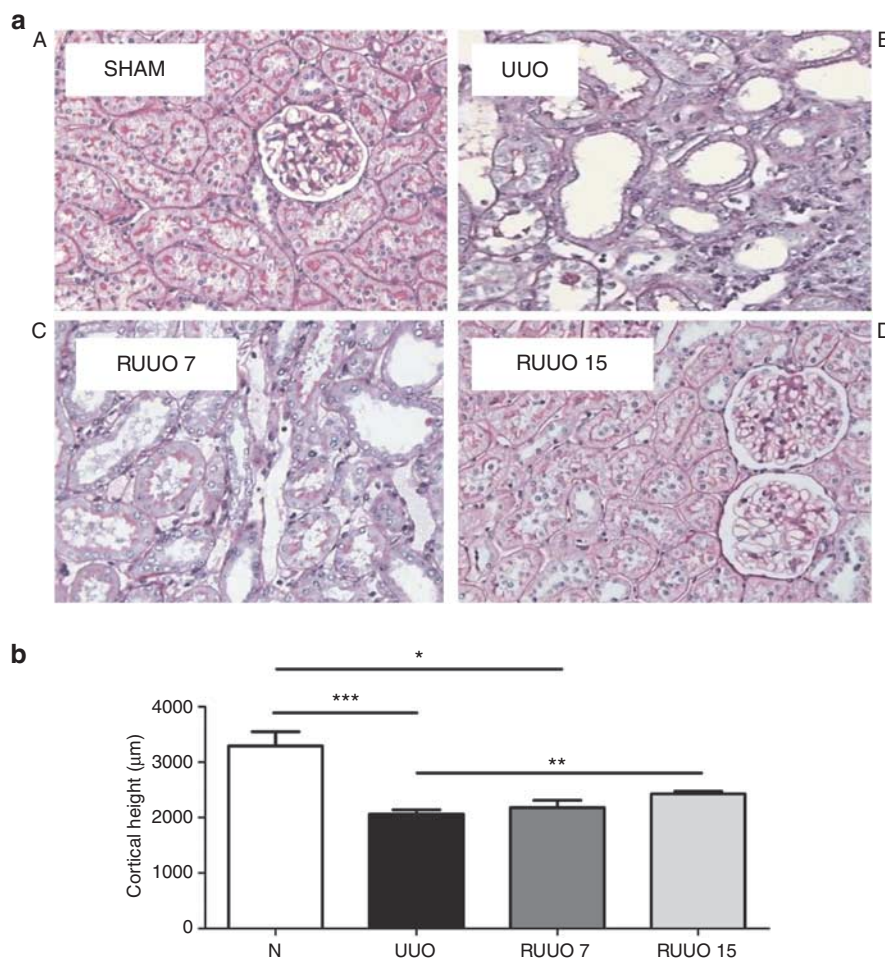 a
A
SHAM
UUO
B
C
RUUO 7
RUUO 15
D
b
*
***
**
Cortical height (μm)
4000
3000
2000
1000
0
N
UUO
RUUO 7
RUUO 15